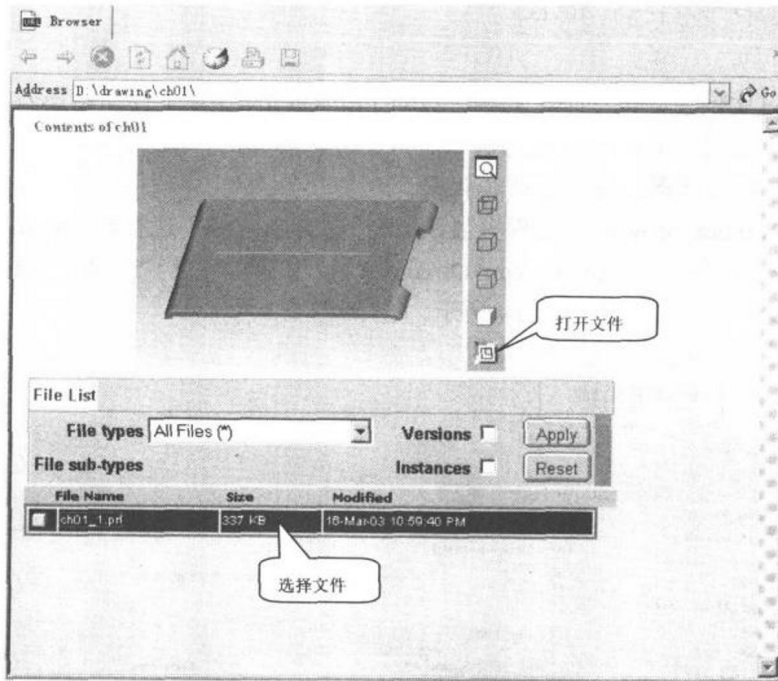 Browser
Address D:\drawing\ch01\ Go
Contents of ch01
打开文件
File List
File types All Files (*) Versions Apply
File sub-types Instances Reset
File Name Size Modified
ch01_1.prt 337 KB 16-Mar-03 10:59:40 PM
选择文件